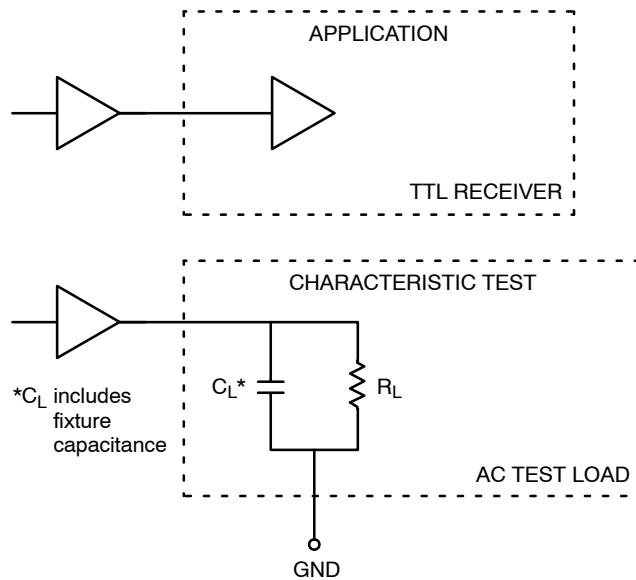 APPLICATION
TTL RECEIVER
CHARACTERISTIC TEST
*CL includes
fixture
capacitance
CL*
RL
AC TEST LOAD
GND